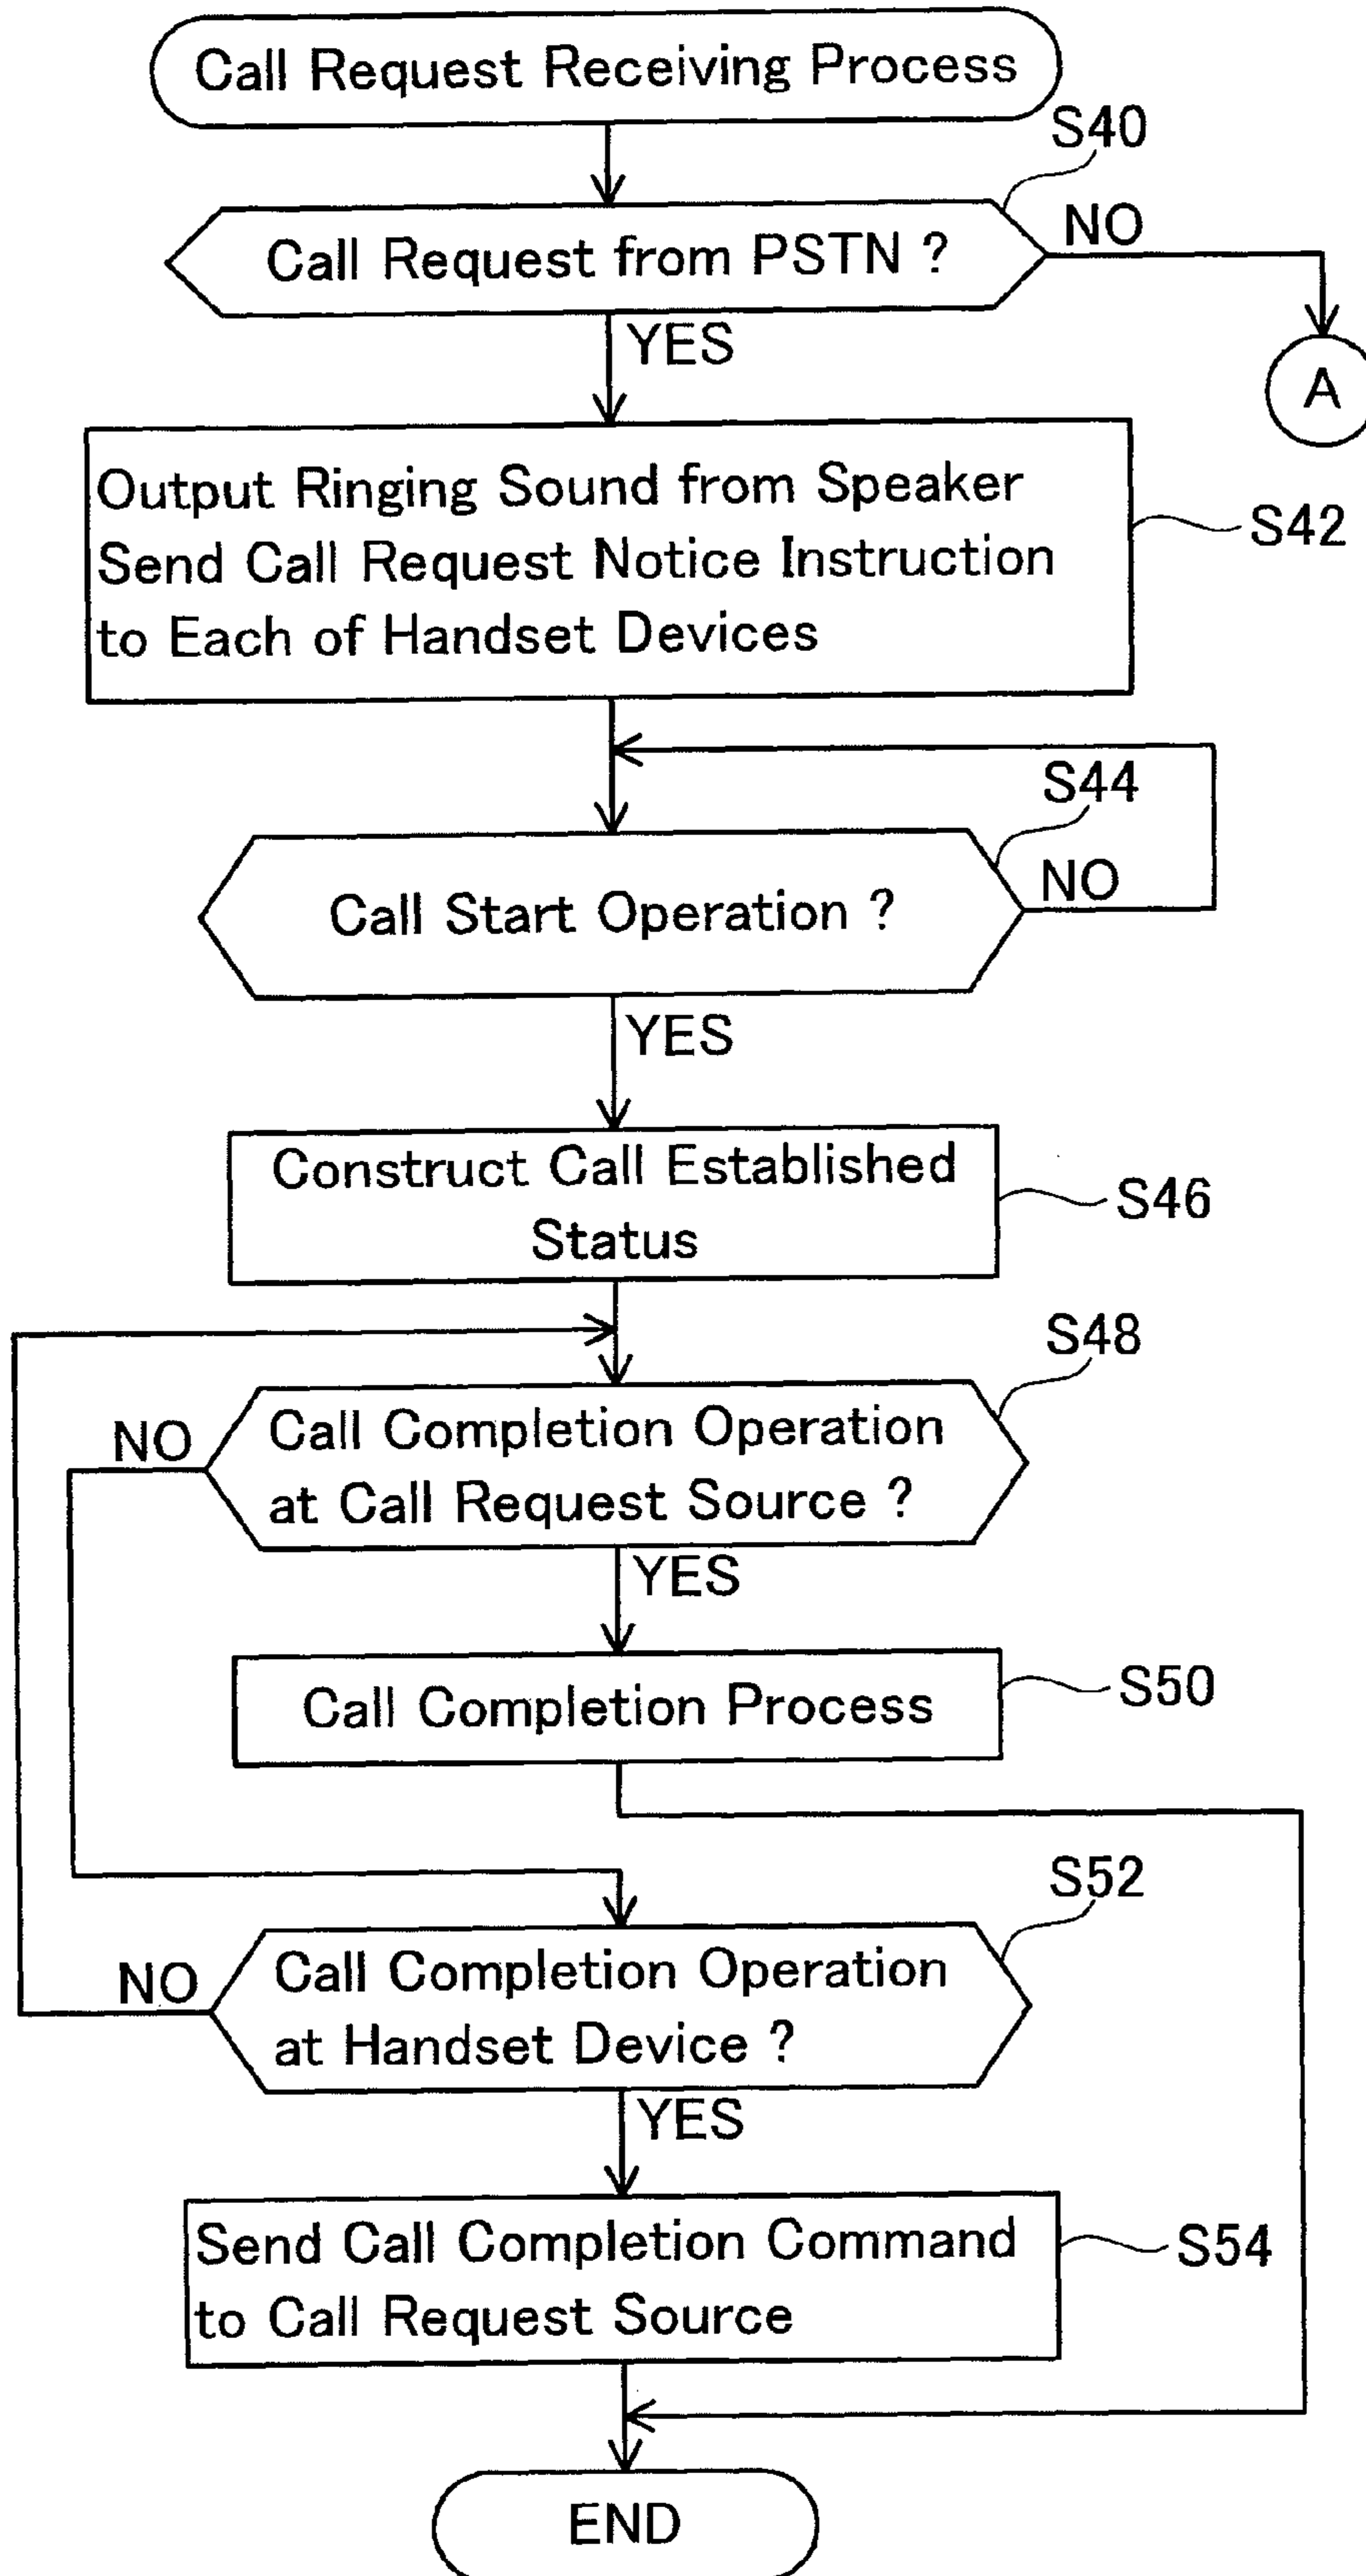 Call Request Receiving Process
S40
Call Request from PSTN ?
NO
YES
A
Output Ringing Sound from Speaker
Send Call Request Notice Instruction
to Each of Handset Devices
S42
S44
Call Start Operation ?
NO
YES
Construct Call Established
Status
S46
S48
NO
Call Completion Operation
at Call Request Source ?
YES
Call Completion Process
S50
S52
NO
Call Completion Operation
at Handset Device ?
YES
Send Call Completion Command
to Call Request Source
S54
END